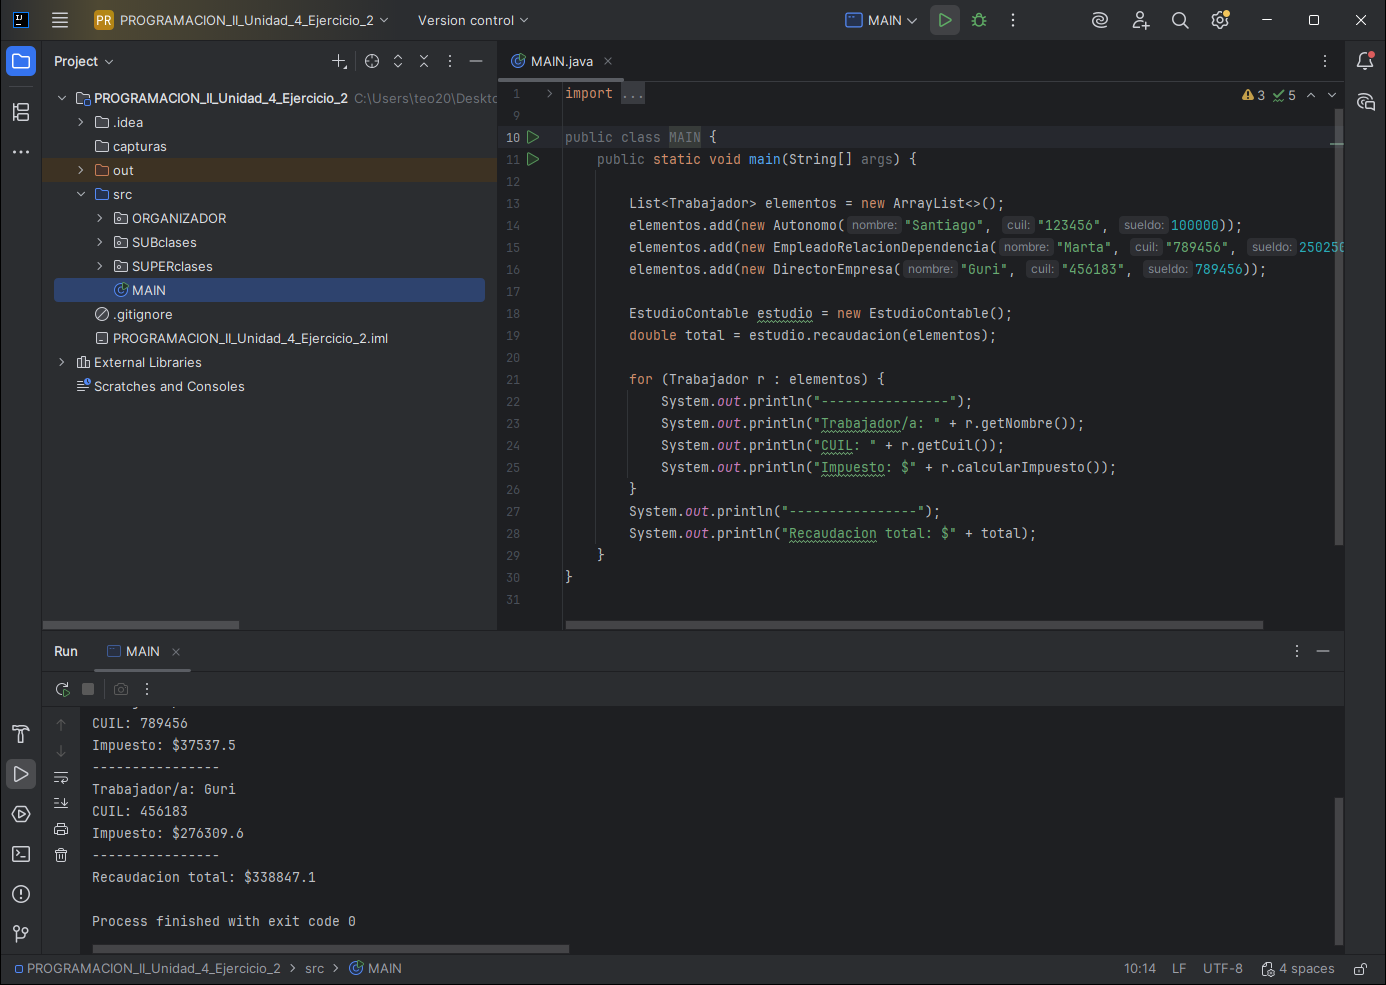 PR PROGRAMACION_II_Unidad_4_Ejercicio_2 Version control MAIN
Project
MAIN.java
PROGRAMACION_II_Unidad_4_Ejercicio_2 C:\Users\teo20\Deskto
.idea
capturas
out
src
ORGANIZADOR
SUBclases
SUPERclases
MAIN
.gitignore
PROGRAMACION_II_Unidad_4_Ejercicio_2.iml
External Libraries
Scratches and Consoles
3 5
1 import ...
9
10 public class MAIN {
11 public static void main(String[] args) {
12
13 List<Trabajador> elementos = new ArrayList<>();
14 elementos.add(new Autonomo( nombre: "Santiago", cuil: "123456", sueldo: 100000));
15 elementos.add(new EmpleadoRelacionDependencia( nombre: "Marta", cuil: "789456", sueldo: 250250
16 elementos.add(new DirectorEmpresa( nombre: "Guri", cuil: "456183", sueldo: 789456));
17
18 EstudioContable estudio = new EstudioContable();
19 double total = estudio.recaudacion(elementos);
20
21 for (Trabajador r : elementos) {
22 System.out.println("----------------");
23 System.out.println("Trabajador/a: " + r.getNombre());
24 System.out.println("CUIL: " + r.getCuil());
25 System.out.println("Impuesto: $" + r.calcularImpuesto());
26 }
27 System.out.println("----------------");
28 System.out.println("Recaudacion total: $" + total);
29 }
30 }
31
Run MAIN
CUIL: 789456
Impuesto: $37537.5
----------------
Trabajador/a: Guri
CUIL: 456183
Impuesto: $276309.6
----------------
Recaudacion total: $338847.1
Process finished with exit code 0
PROGRAMACION_II_Unidad_4_Ejercicio_2 > src > MAIN 10:14 LF UTF-8 4 spaces